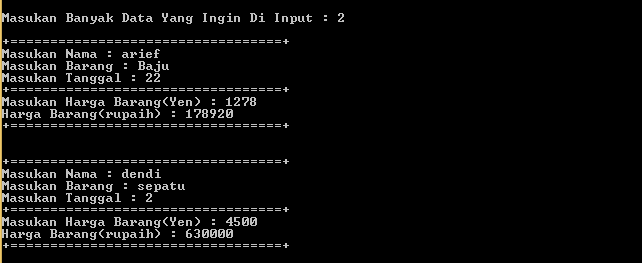 Masukan Banyak Data Yang Ingin Di Input : 2
+==================================+
Masukan Nama : arief
Masukan Barang : Baju
Masukan Tanggal : 22
+==================================+
Masukan Harga Barang(Yen) : 1278
Harga Barang(rupaih) : 178920
+==================================+
+==================================+
Masukan Nama : dendi
Masukan Barang : sepatu
Masukan Tanggal : 2
+==================================+
Masukan Harga Barang(Yen) : 4500
Harga Barang(rupaih) : 630000
+==================================+